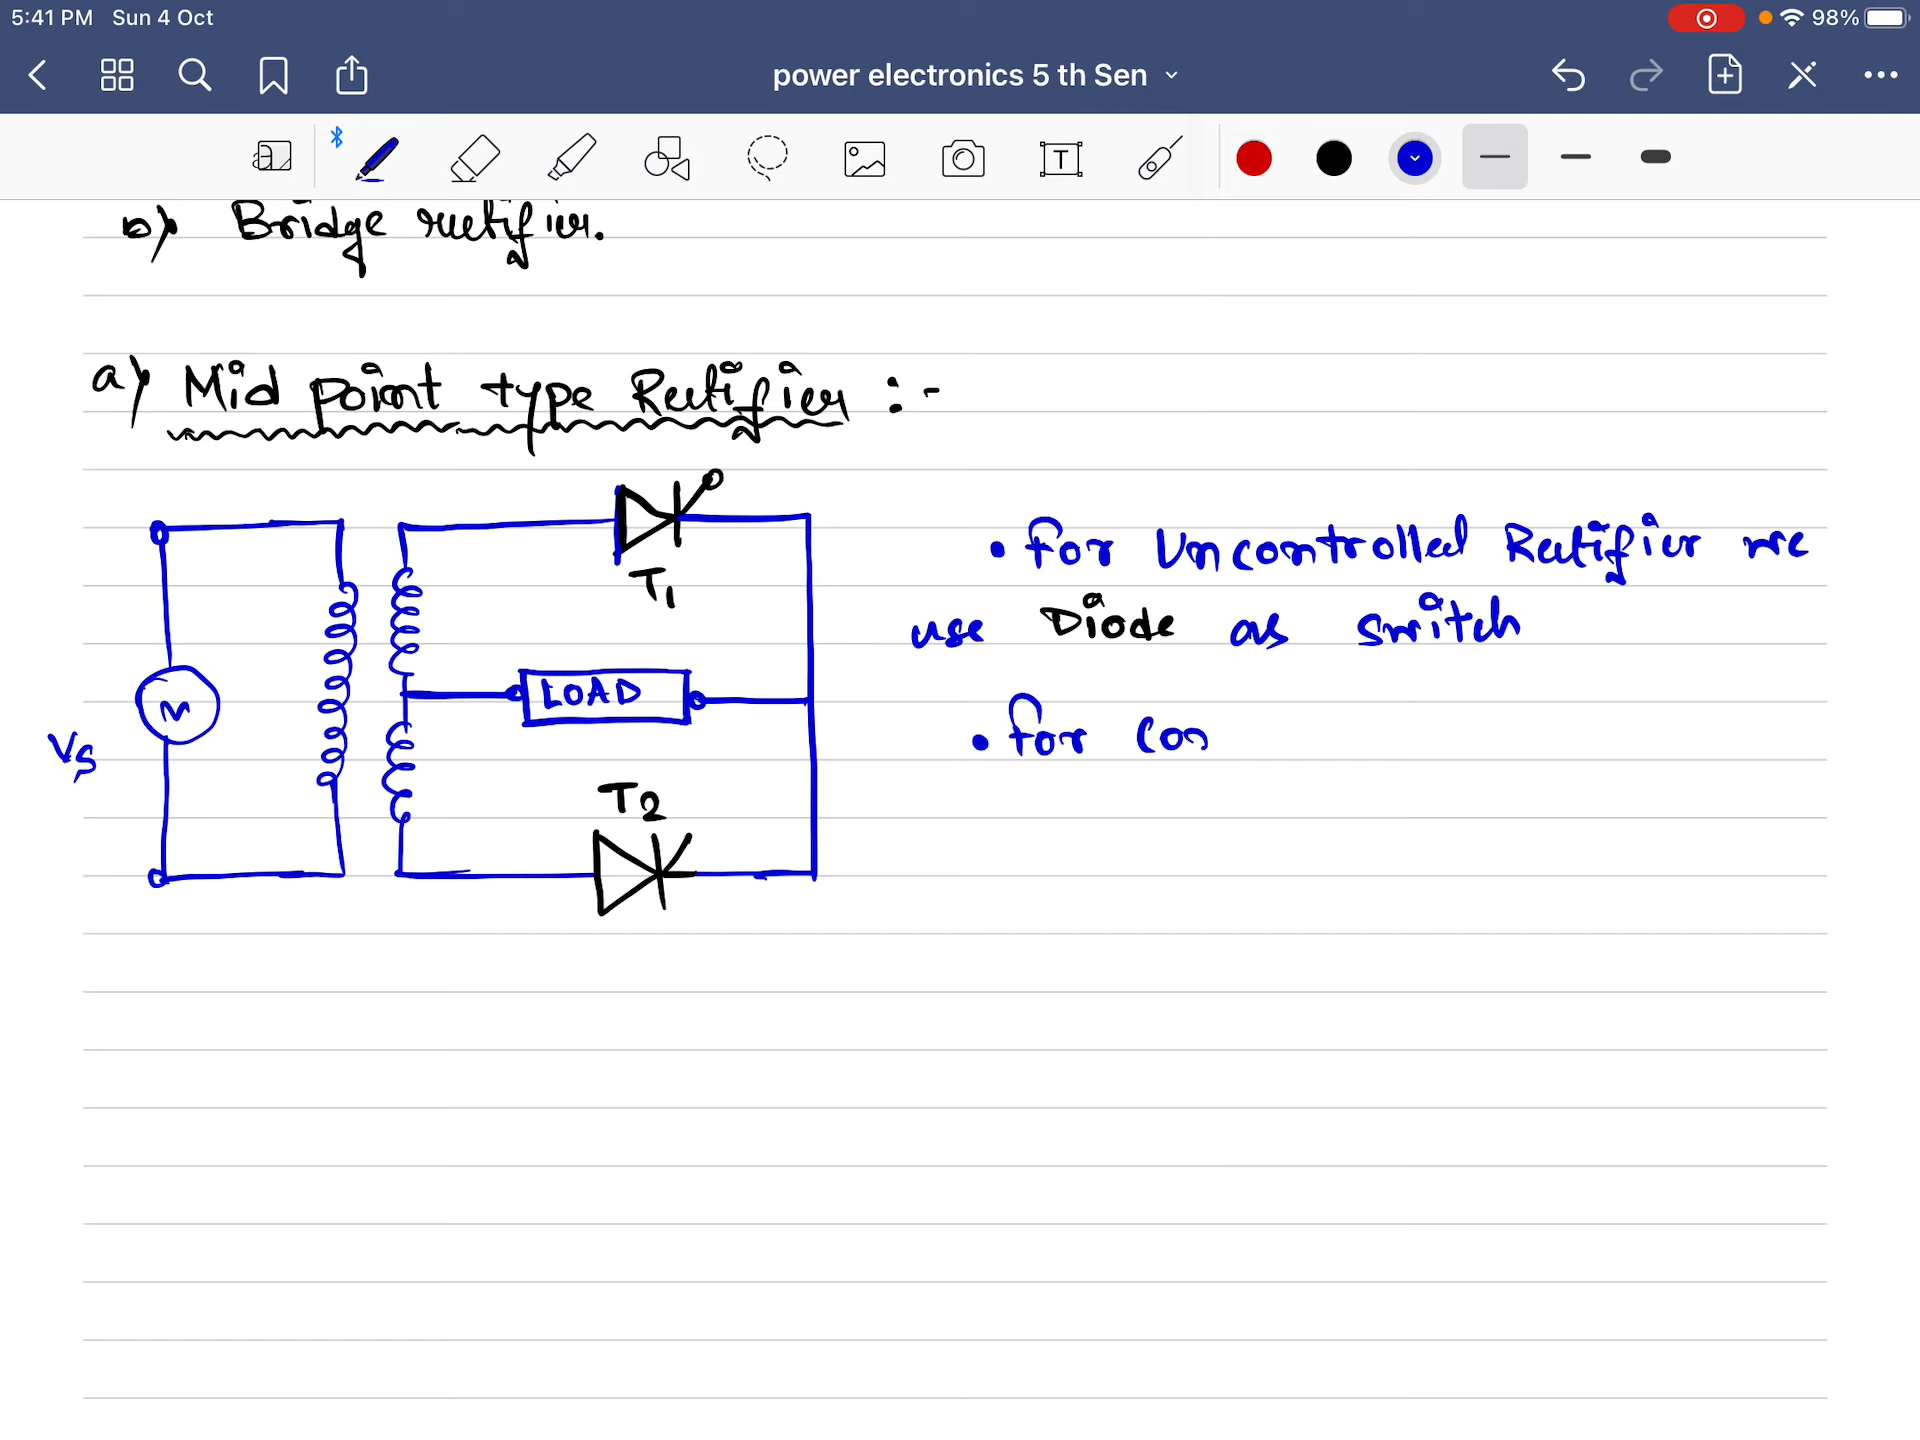 5:41 PM Sun 4 Oct 98%
power electronics 5 th Sen
T
b) Bridge rectifier.
a) Mid point type Rectifier :-
T1
• For Uncontrolled Rectifier we
use Diode as switch
LOAD
• For con
Vs
T2